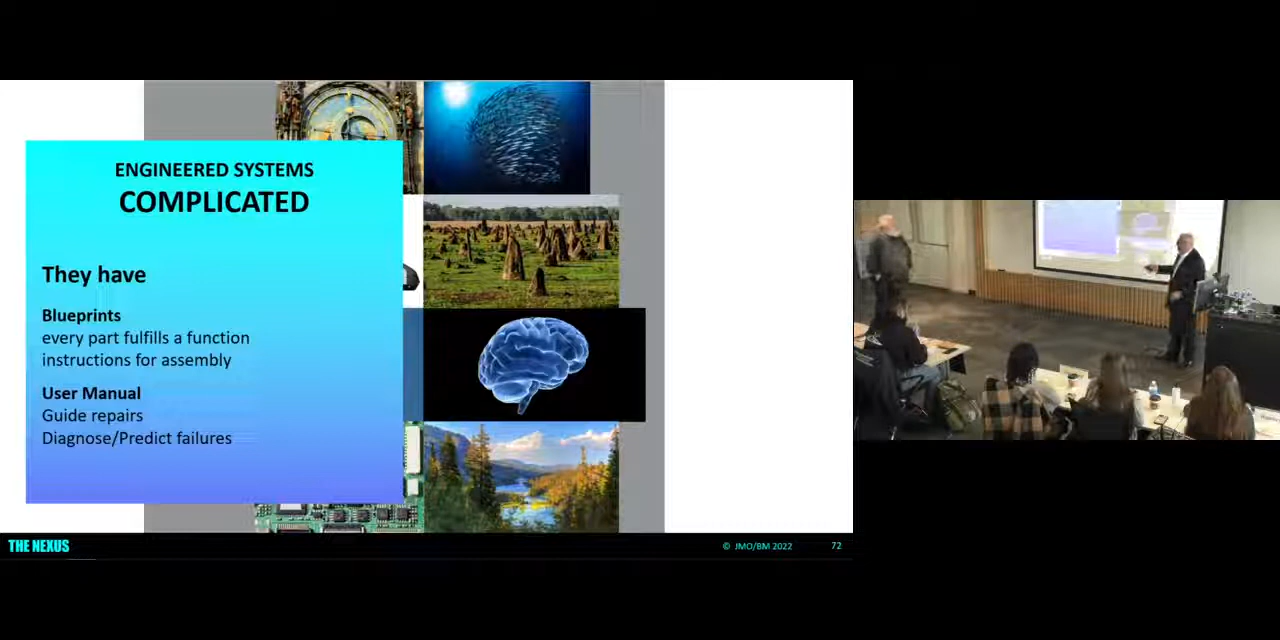 ENGINEERED SYSTEMS
COMPLICATED
They have
Blueprints
every part fulfills a function
instructions for assembly
User Manual
Guide repairs
Diagnose/Predict failures
THE NEXUS
© JMO/BM 2022
72